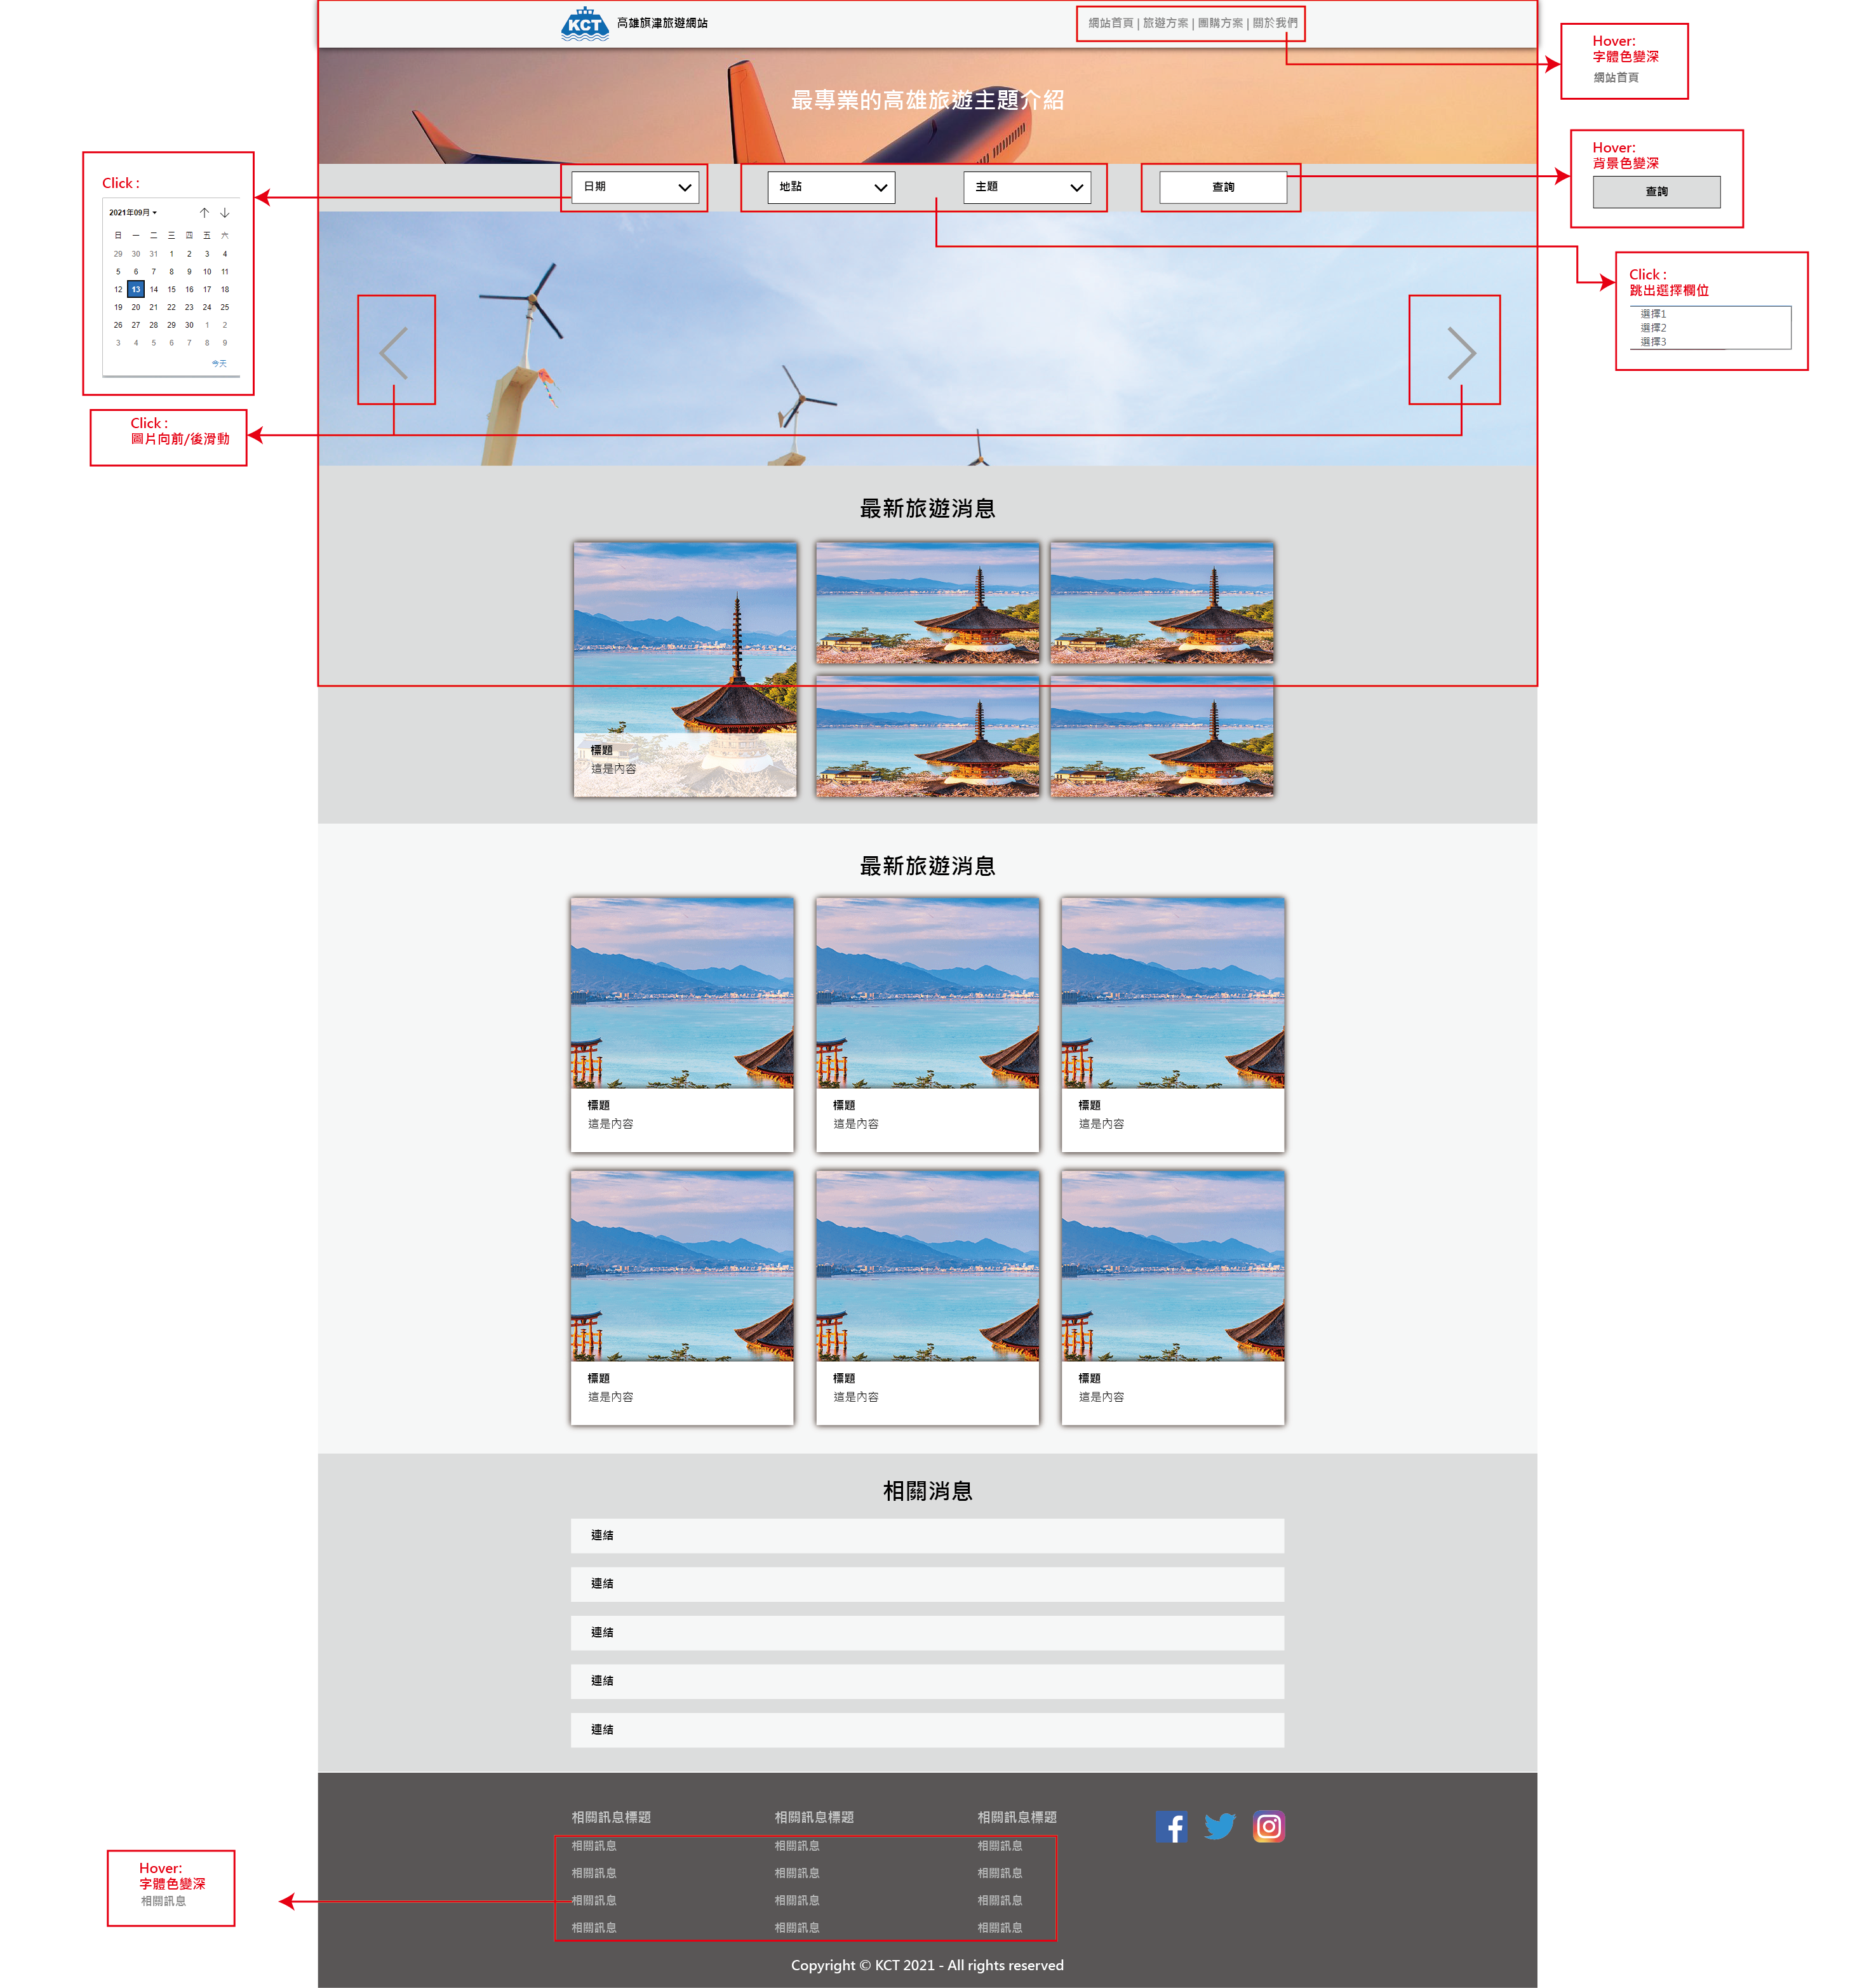 KCT
高雄旗津旅遊網站
網站首頁 | 旅遊方案 | 團購方案 | 關於我們
Hover:
字體色變深
網站首頁
最專業的高雄旅遊主題介紹
日期
地點
主題
查詢
Hover:
背景色變深
查詢
Click :
2021年09月
日 一 二 三 四 五 六
29 30 31 1 2 3 4
5 6 7 8 9 10 11
12 13 14 15 16 17 18
19 20 21 22 23 24 25
26 27 28 29 30 1 2
3 4 5 6 7 8 9
今天
Click :
跳出選擇欄位
選擇1
選擇2
選擇3
Click :
圖片向前/後滑動
最新旅遊消息
標題
這是內容
最新旅遊消息
標題
這是內容
標題
這是內容
標題
這是內容
標題
這是內容
標題
這是內容
標題
這是內容
相關消息
連結
連結
連結
連結
連結
相關訊息標題
相關訊息
相關訊息
相關訊息
相關訊息
相關訊息標題
相關訊息
相關訊息
相關訊息
相關訊息
相關訊息標題
相關訊息
相關訊息
相關訊息
相關訊息
Hover:
字體色變深
相關訊息
Copyright © KCT 2021 - All rights reserved